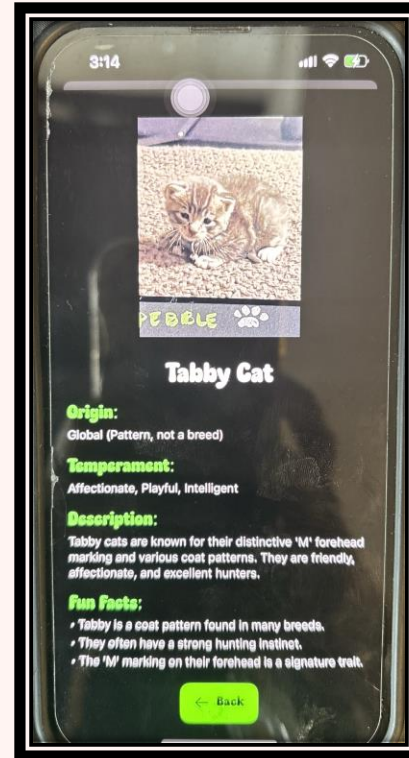 3:14
PEBBLE
Tabby Cat
Origin:
Global (Pattern, not a breed)
Temperament:
Affectionate, Playful, Intelligent
Description:
Tabby cats are known for their distinctive 'M' forehead
marking and various coat patterns. They are friendly,
affectionate, and excellent hunters.
Fun Facts:
• Tabby is a coat pattern found in many breeds.
• They often have a strong hunting instinct.
• The 'M' marking on their forehead is a signature trait.
← Back